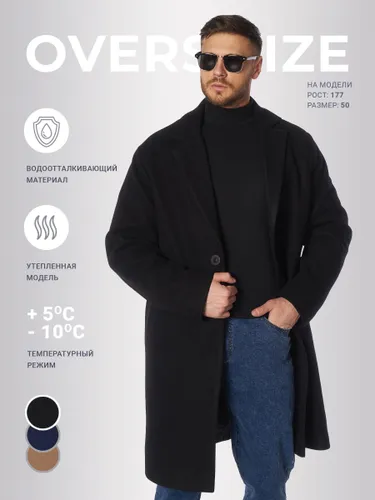 OVERSIZE
НА МОДЕЛИ
РОСТ: 177
РАЗМЕР: 50
ВОДООТТАЛКИВАЮЩИЙ
МАТЕРИАЛ
УТЕПЛЕННАЯ
МОДЕЛЬ
+ 5ºC
- 10ºC
ТЕМПЕРАТУРНЫЙ
РЕЖИМ